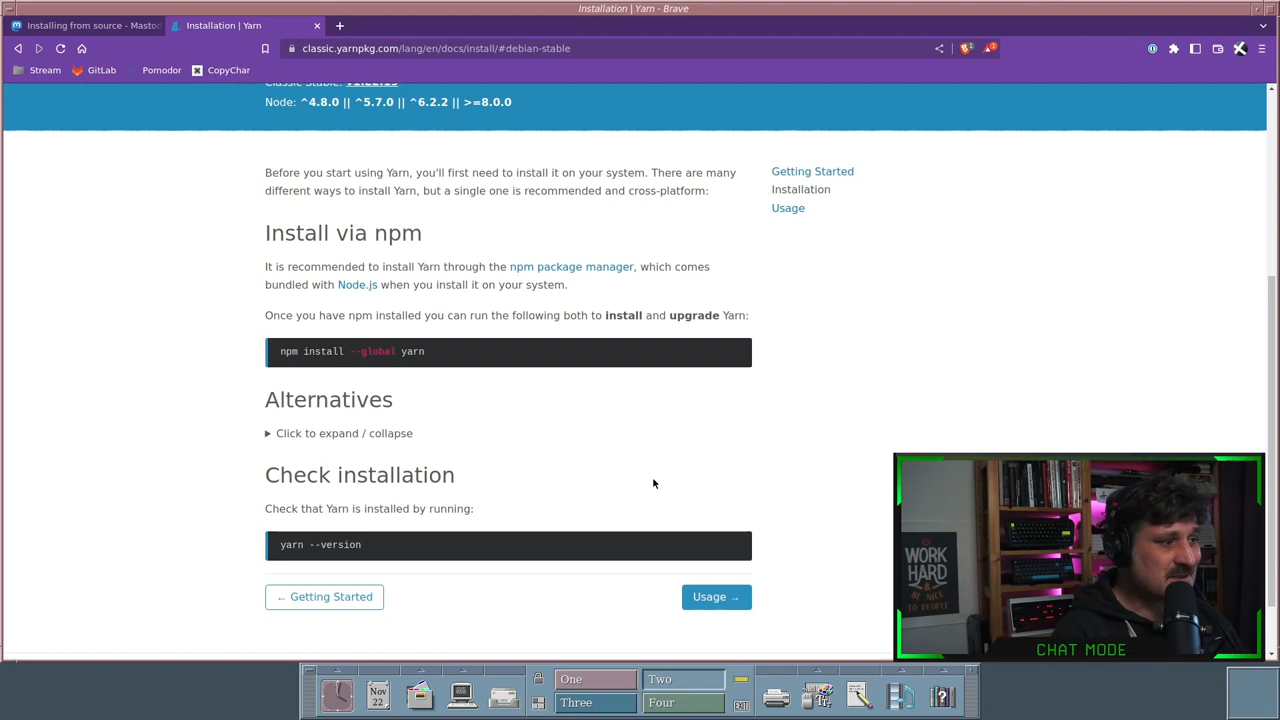 Installation | Yarn - Brave
Installing from source - Mastod
Installation | Yarn
classic.yarnpkg.com/lang/en/docs/install/#debian-stable
Stream
GitLab
Pomodor
CopyChar
Node: ^4.8.0 || ^5.7.0 || ^6.2.2 || >=8.0.0
Before you start using Yarn, you'll first need to install it on your system. There are many
different ways to install Yarn, but a single one is recommended and cross-platform:
Getting Started
Installation
Usage
Install via npm
It is recommended to install Yarn through the npm package manager, which comes
bundled with Node.js when you install it on your system.
Once you have npm installed you can run the following both to install and upgrade Yarn:
npm install --global yarn
Alternatives
Click to expand / collapse
Check installation
Check that Yarn is installed by running:
yarn --version
← Getting Started
Usage →
WORK
HARD
& BE NICE
TO PEOPLE
CHAT MODE
One
Two
Three
Four
Nov
22
EXIT